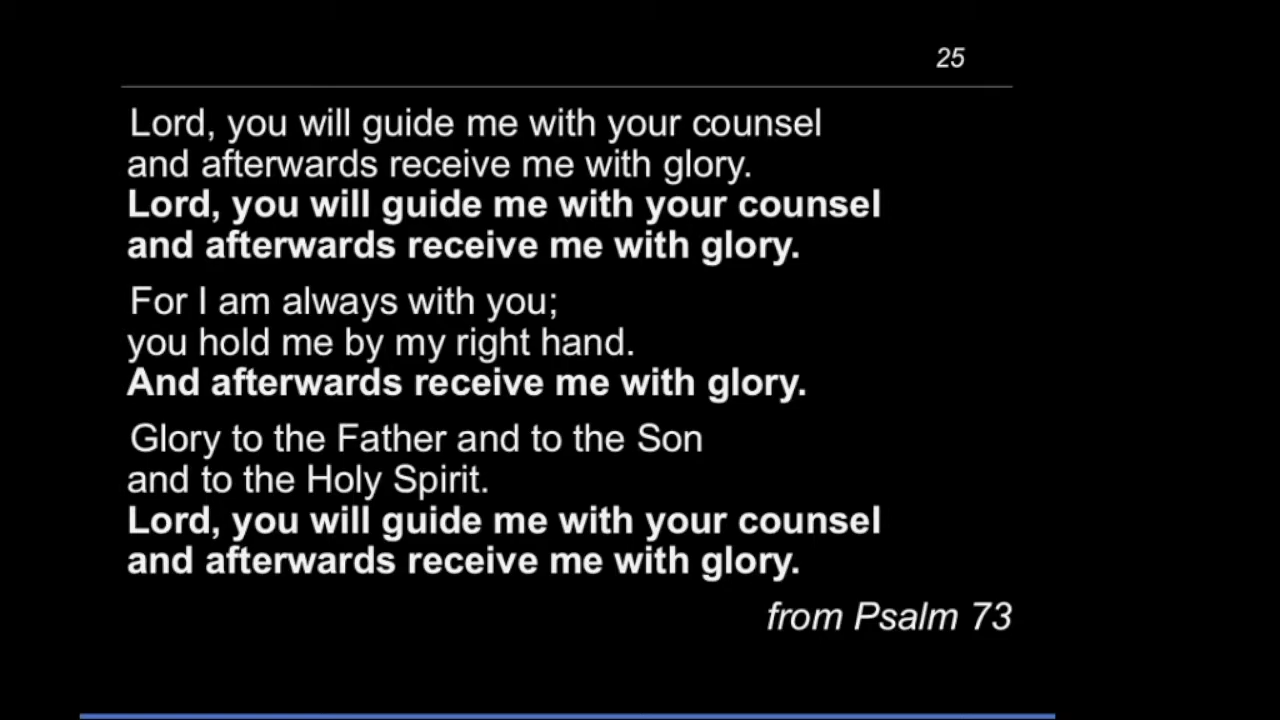 25
Lord, you will guide me with your counsel
and afterwards receive me with glory.
Lord, you will guide me with your counsel
and afterwards receive me with glory.
For I am always with you;
you hold me by my right hand.
And afterwards receive me with glory.
Glory to the Father and to the Son
and to the Holy Spirit.
Lord, you will guide me with your counsel
and afterwards receive me with glory.
from Psalm 73